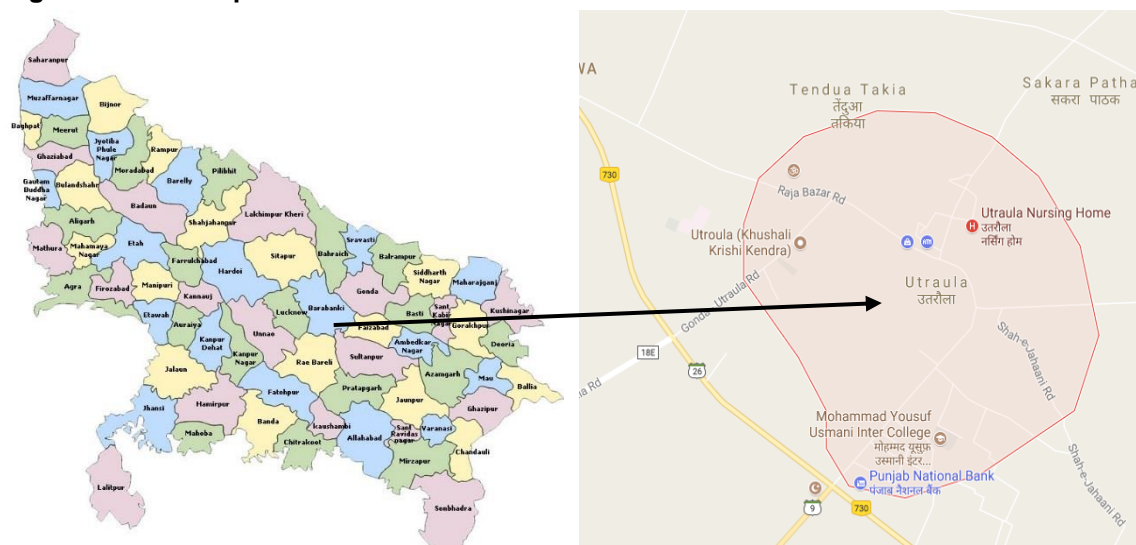 Saharanpur
Muzaffarnagar
Bijnor
Baghpat
Meerut
Jyotiba
Phule
Nagar
Rampur
Ghaziabad
Moradabad
Pilibhit
Barelly
Gautam
Buddha
Nagar
Bulandshahr
Badaun
Lakhimpur Kheri
Shahjahanpur
Aligarh
Mathura
Mahamaya
Nagar
Etah
Farrukhabad
Hardoi
Sitapur
Bahraich
Sravasti
Balrampur
Siddharth
Nagar
Maharajganj
Agra
Firozabad
Manipuri
Kannauj
Gonda
Barabanki
Basti
Sant
Kabir
Nagar
Kushinagar
Gorakhpur
Etawah
Auraiya
Kanpur
Dehat
Unnao
Lucknow
Faizabad
Ambedkar
Nagar
Deoria
Kanpur
Nagar
Rae Bareli
Sultanpur
Azamgarh
Mau
Ballia
Jalaun
Fatehpur
Pratapgarh
Jaunpur
Ghazipur
Jhansi
Hamirpur
Mahoba
Banda
Chitrakoot
kaushambi
Allahabad
Sant
Ravidas
nagar
Varanasi
Chandauli
Mirzapur
Lalitpur
Sonbhadra
WA
Tendua Takia
तेंदुआ
तकिया
Sakara Patha
सकरा पाठक
730
Raja Bazar Rd
Utraula Nursing Home
उतरौला
नर्सिंग होम
Utroula (Khushali
Krishi Kendra)
Utraula
उतरौला
Gonda - Utraula Rd
18E
26
Shah-e-Jahaani Rd
Mohammad Yousuf
Usmani Inter College
मोहम्मद यूसुफ़
उस्मानी इंटर...
Punjab National Bank
पंजाब नैशनल बैंक
9
730
Shah-e-Jahaani Rd